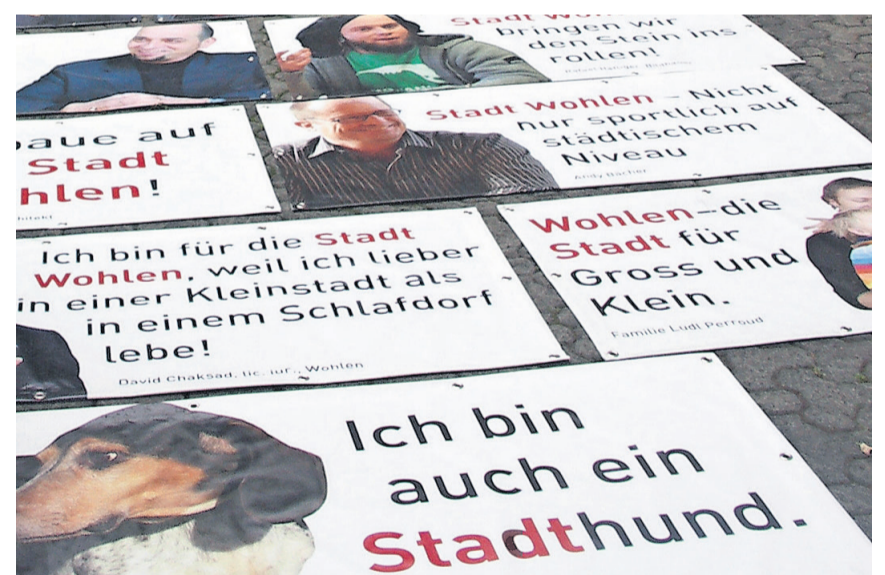 Stadt
bringen wir
den Stein ins
rollen!
Stadt Wohlen – Nicht
nur sportlich auf
städtischem
Niveau
Andy Bächer
baue auf
Stadt
hlen!
Ich bin für die Stadt
Wohlen, weil ich lieber
in einer Kleinstadt als
in einem Schlafdorf
lebe!
David Chaksad, lic. iur., Wohlen
Wohlen–die
Stadt für
Gross und
Klein.
Familie Ludi Perroud
Ich bin
auch ein
Stadthund.